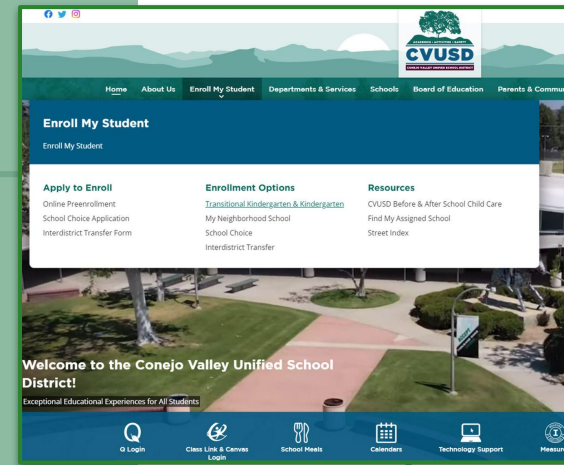 ACADEMICS | ACTIVITIES | SAFETY
CVUSD
CONEJO VALLEY UNIFIED SCHOOL DISTRICT
Home About Us Enroll My Student Departments & Services Schools Board of Education Parents & Commu
Enroll My Student
Enroll My Student
Apply to Enroll
Online Preenrollment
School Choice Application
Interdistrict Transfer Form
Enrollment Options
Transitional Kindergarten & Kindergarten
My Neighborhood School
School Choice
Interdistrict Transfer
Resources
CVUSD Before & After School Child Care
Find My Assigned School
Street Index
Welcome to the Conejo Valley Unified School
District!
Exceptional Educational Experiences for All Students
Q Login
Class Link & Canvas
Login
School Meals
Calendars
Technology Support
Measur